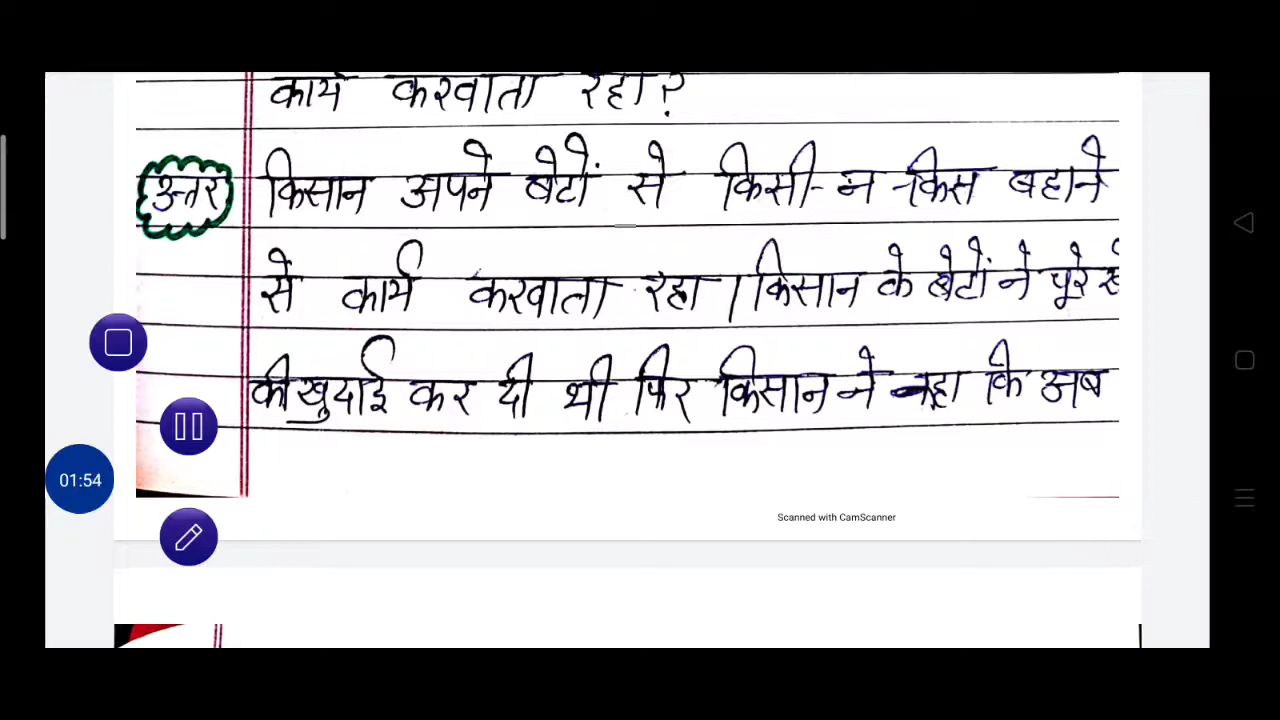 कार्य करवाता रहा?
उत्तर किसान अपने बेटों से किसी-न-किस बहाने
से कार्य करवाता रहा। किसान के बेटों ने पूरे
की खुदाई कर दी थी फिर किसान ने कहा कि अब
01:54
Scanned with CamScanner